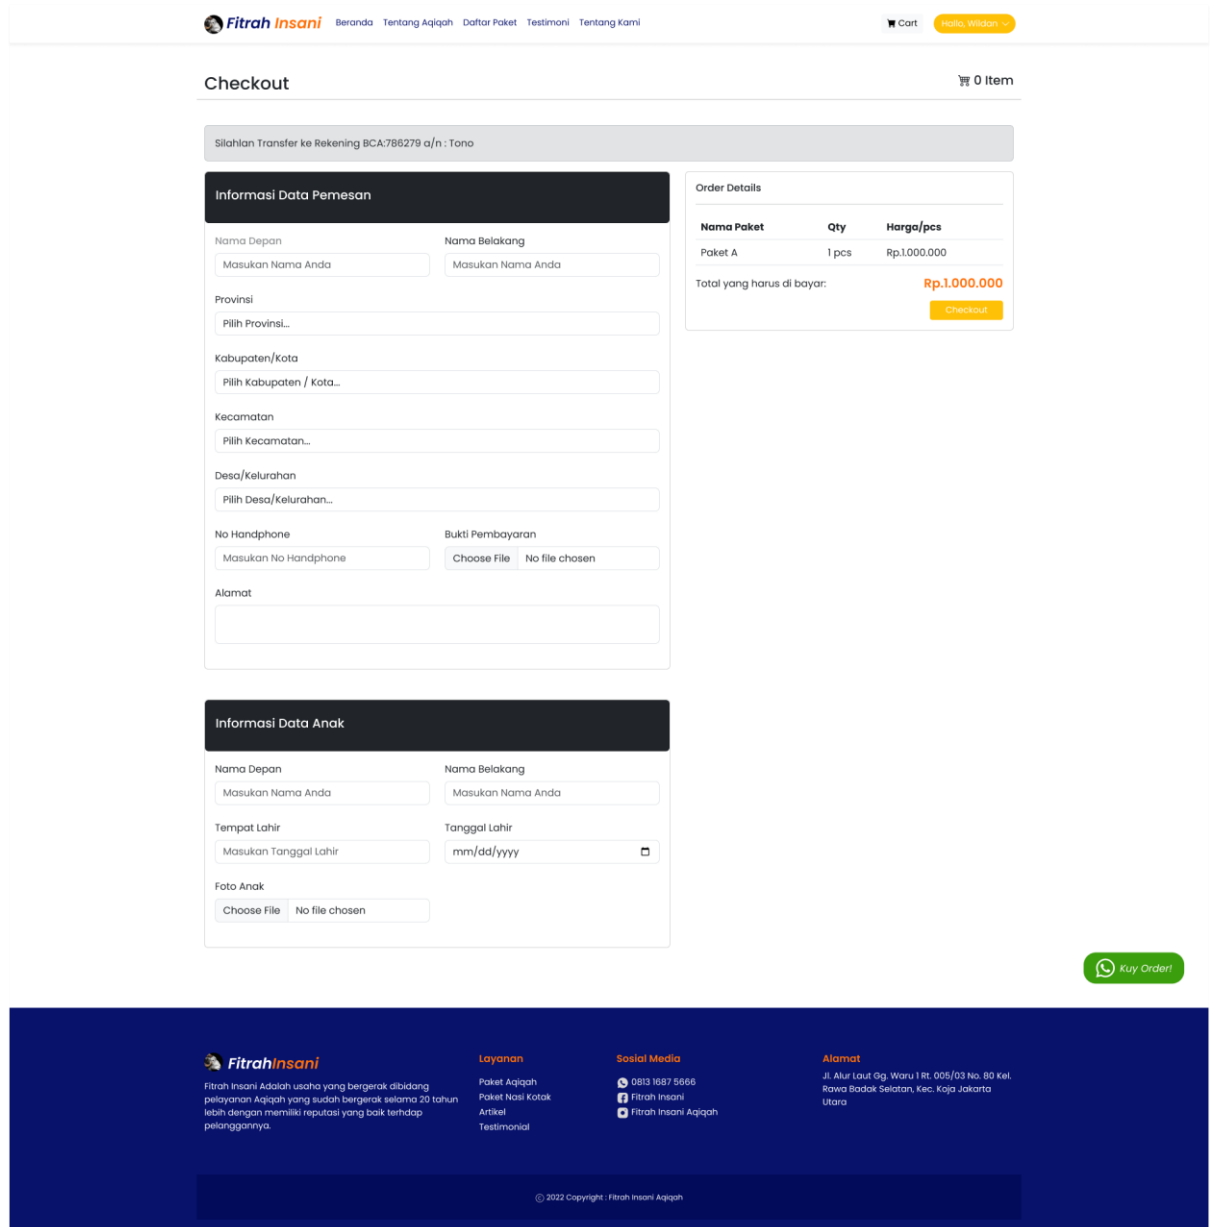 Fitrah Insani Beranda Tentang Aqiqah Daftar Paket Testimoni Tentang Kami Cart Hallo, Wildan
Checkout 0 Item
Silahlan Transfer ke Rekening BCA:786279 a/n : Tono
Informasi Data Pemesan
Nama Depan Nama Belakang
Masukan Nama Anda Masukan Nama Anda
Provinsi
Pilih Provinsi...
Kabupaten/Kota
Pilih Kabupaten / Kota...
Kecamatan
Pilih Kecamatan...
Desa/Kelurahan
Pilih Desa/Kelurahan...
No Handphone Bukti Pembayaran
Masukan No Handphone Choose File No file chosen
Alamat
Order Details
Nama Paket Qty Harga/pcs
Paket A 1 pcs Rp.1.000.000
Total yang harus di bayar: Rp.1.000.000
Checkout
Informasi Data Anak
Nama Depan Nama Belakang
Masukan Nama Anda Masukan Nama Anda
Tempat Lahir Tanggal Lahir
Masukan Tanggal Lahir mm/dd/yyyy
Foto Anak
Choose File No file chosen
Kuy Order!
FitrahInsani
Fitrah Insani Adalah usaha yang bergerak dibidang
pelayanan Aqiqah yang sudah bergerak selama 20 tahun
lebih dengan memiliki reputasi yang baik terhdap
pelanggannya.
Layanan
Paket Aqiqah
Paket Nasi Kotak
Artikel
Testimonial
Sosial Media
0813 1687 5666
Fitrah Insani
Fitrah Insani Aqiqah
Alamat
Jl. Alur Laut Gg. Waru 1 Rt. 005/03 No. 80 Kel.
Rawa Badak Selatan, Kec. Koja Jakarta
Utara
© 2022 Copyright : Fitrah Insani Aqiqah